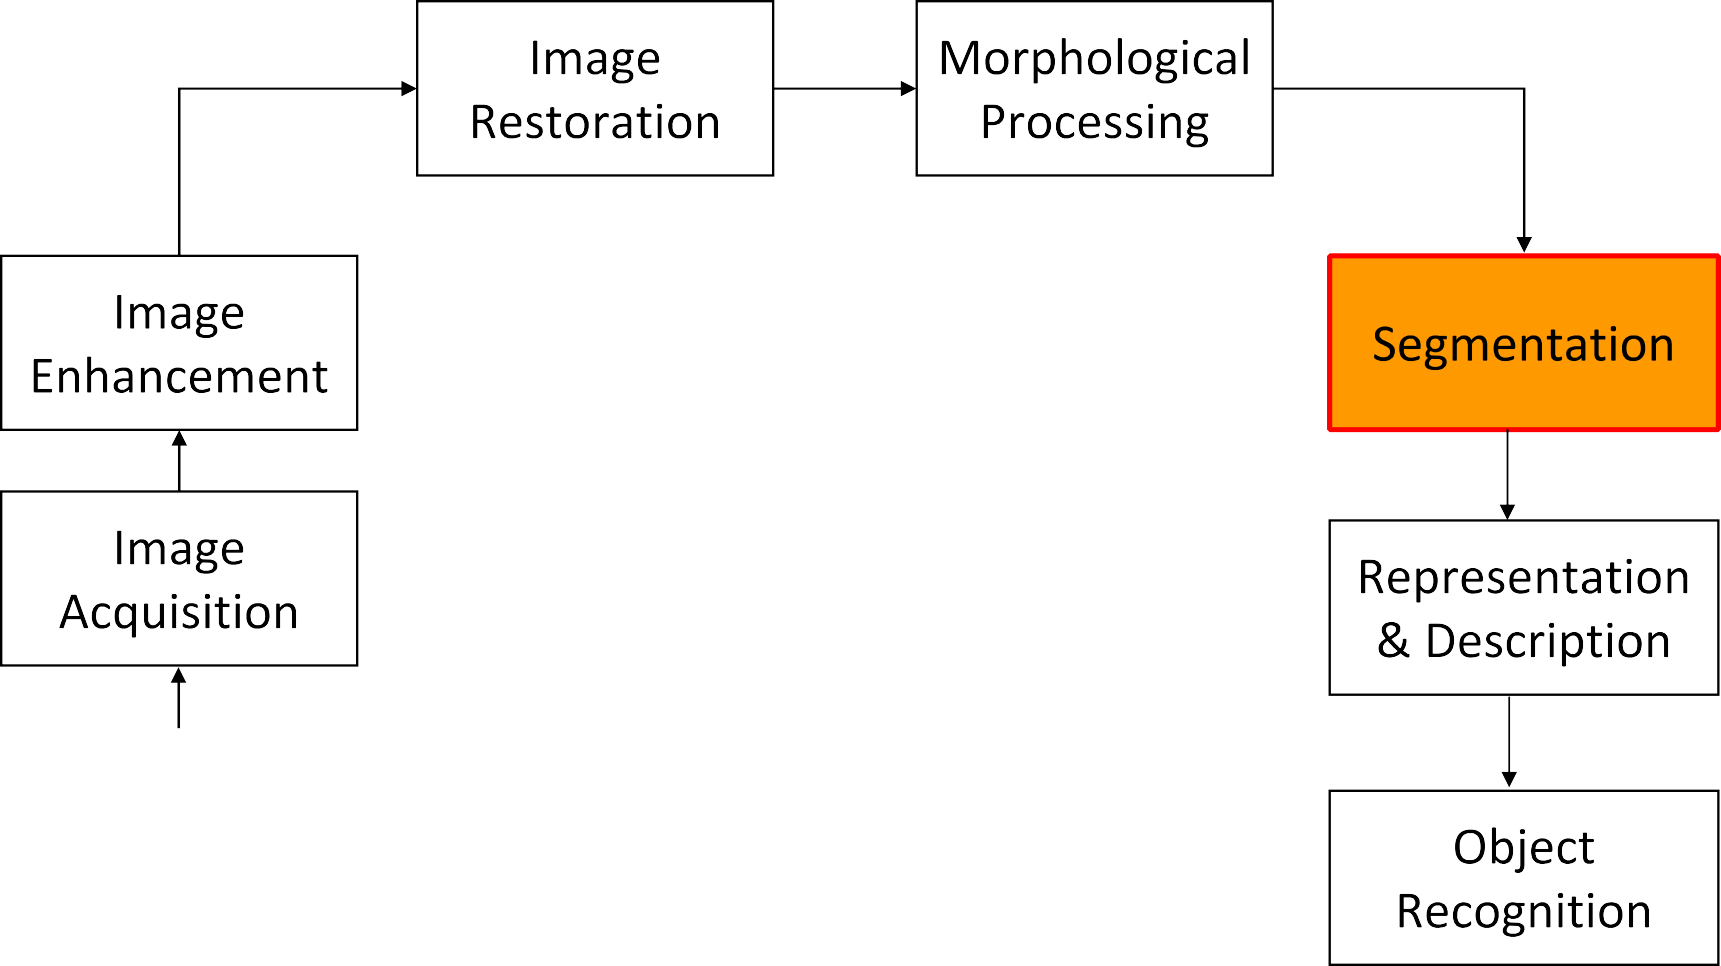 Image
Restoration
Morphological
Processing
Image
Enhancement
Segmentation
Image
Acquisition
Representation
& Description
Object
Recognition